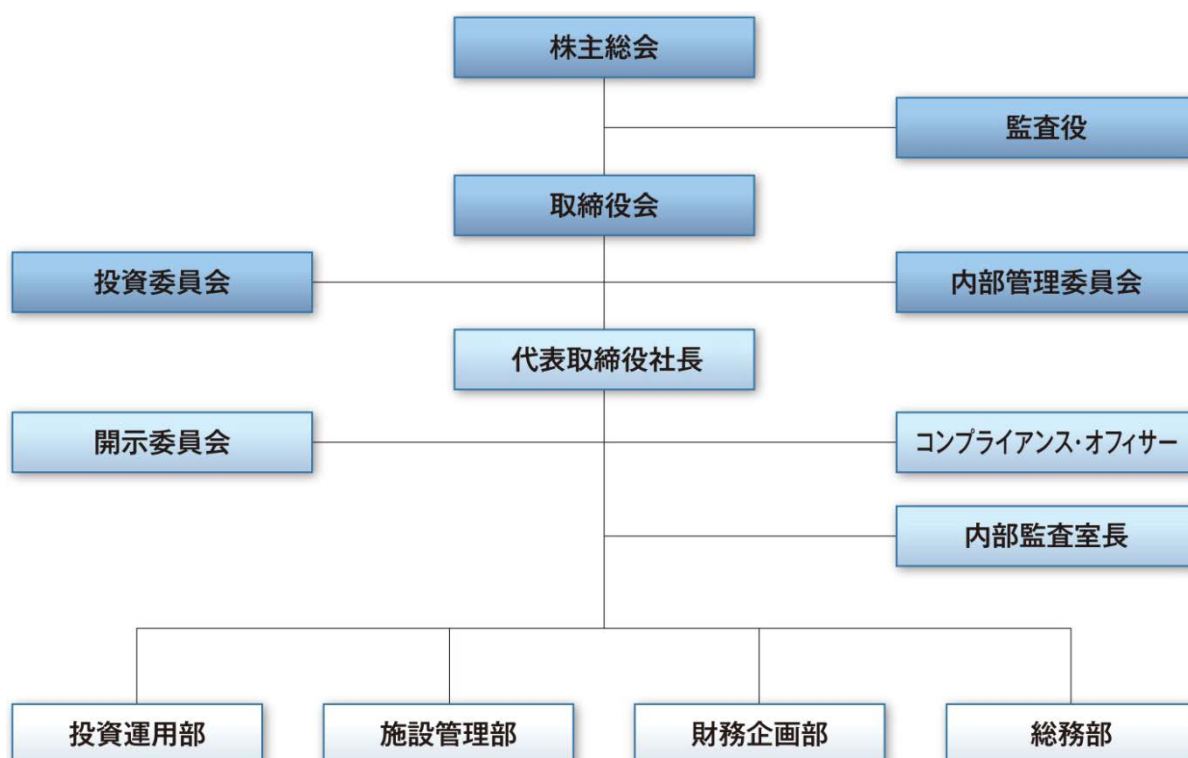 株主総会
監査役
取締役会
投資委員会
内部管理委員会
代表取締役社長
開示委員会
コンプライアンス・オフィサー
内部監査室長
投資運用部
施設管理部
財務企画部
総務部